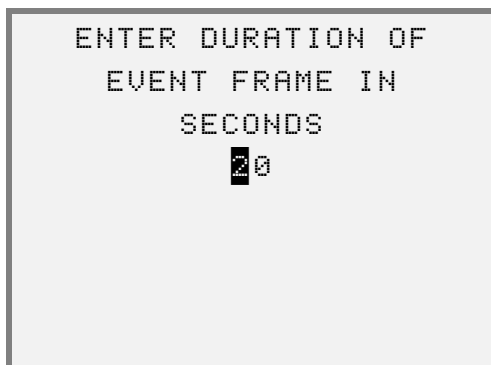 ENTER DURATION OF
EVENT FRAME IN
SECONDS
20